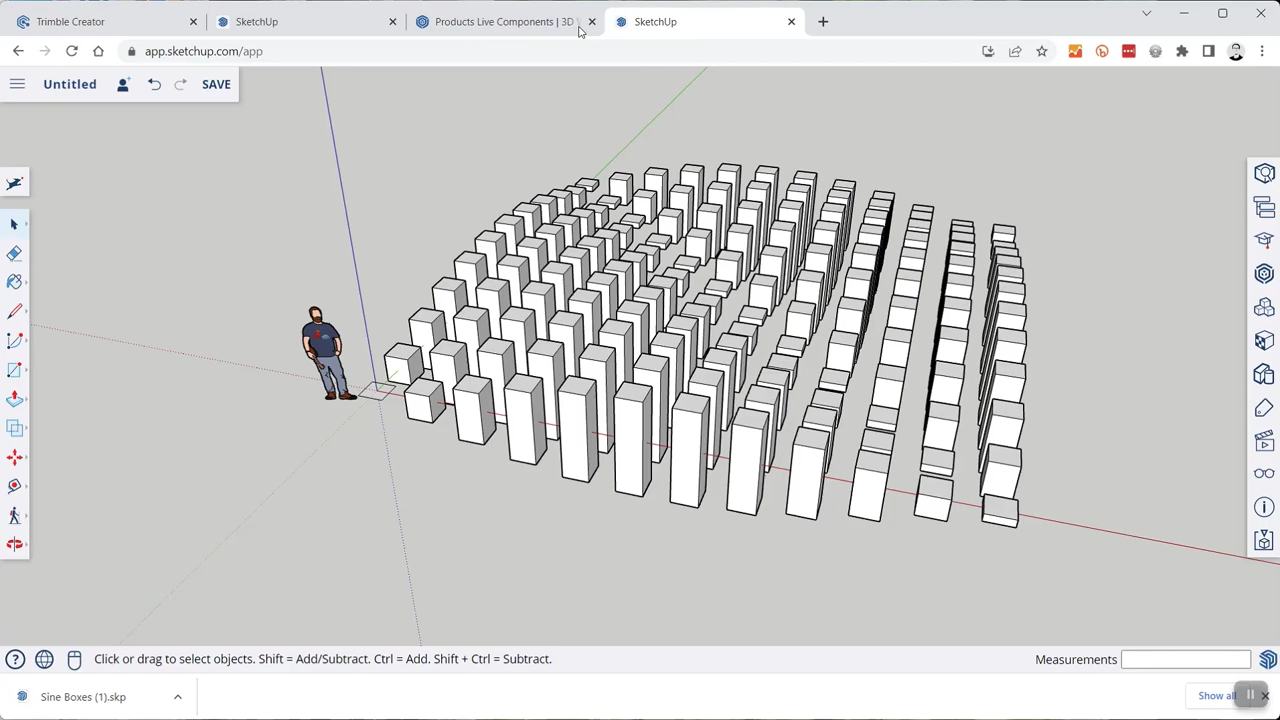 Trimble Creator
SketchUp
Products Live Components | 3D
SketchUp
app.sketchup.com/app
Untitled
SAVE
Click or drag to select objects. Shift = Add/Subtract. Ctrl = Add. Shift + Ctrl = Subtract.
Measurements
Sine Boxes (1).skp
Show all